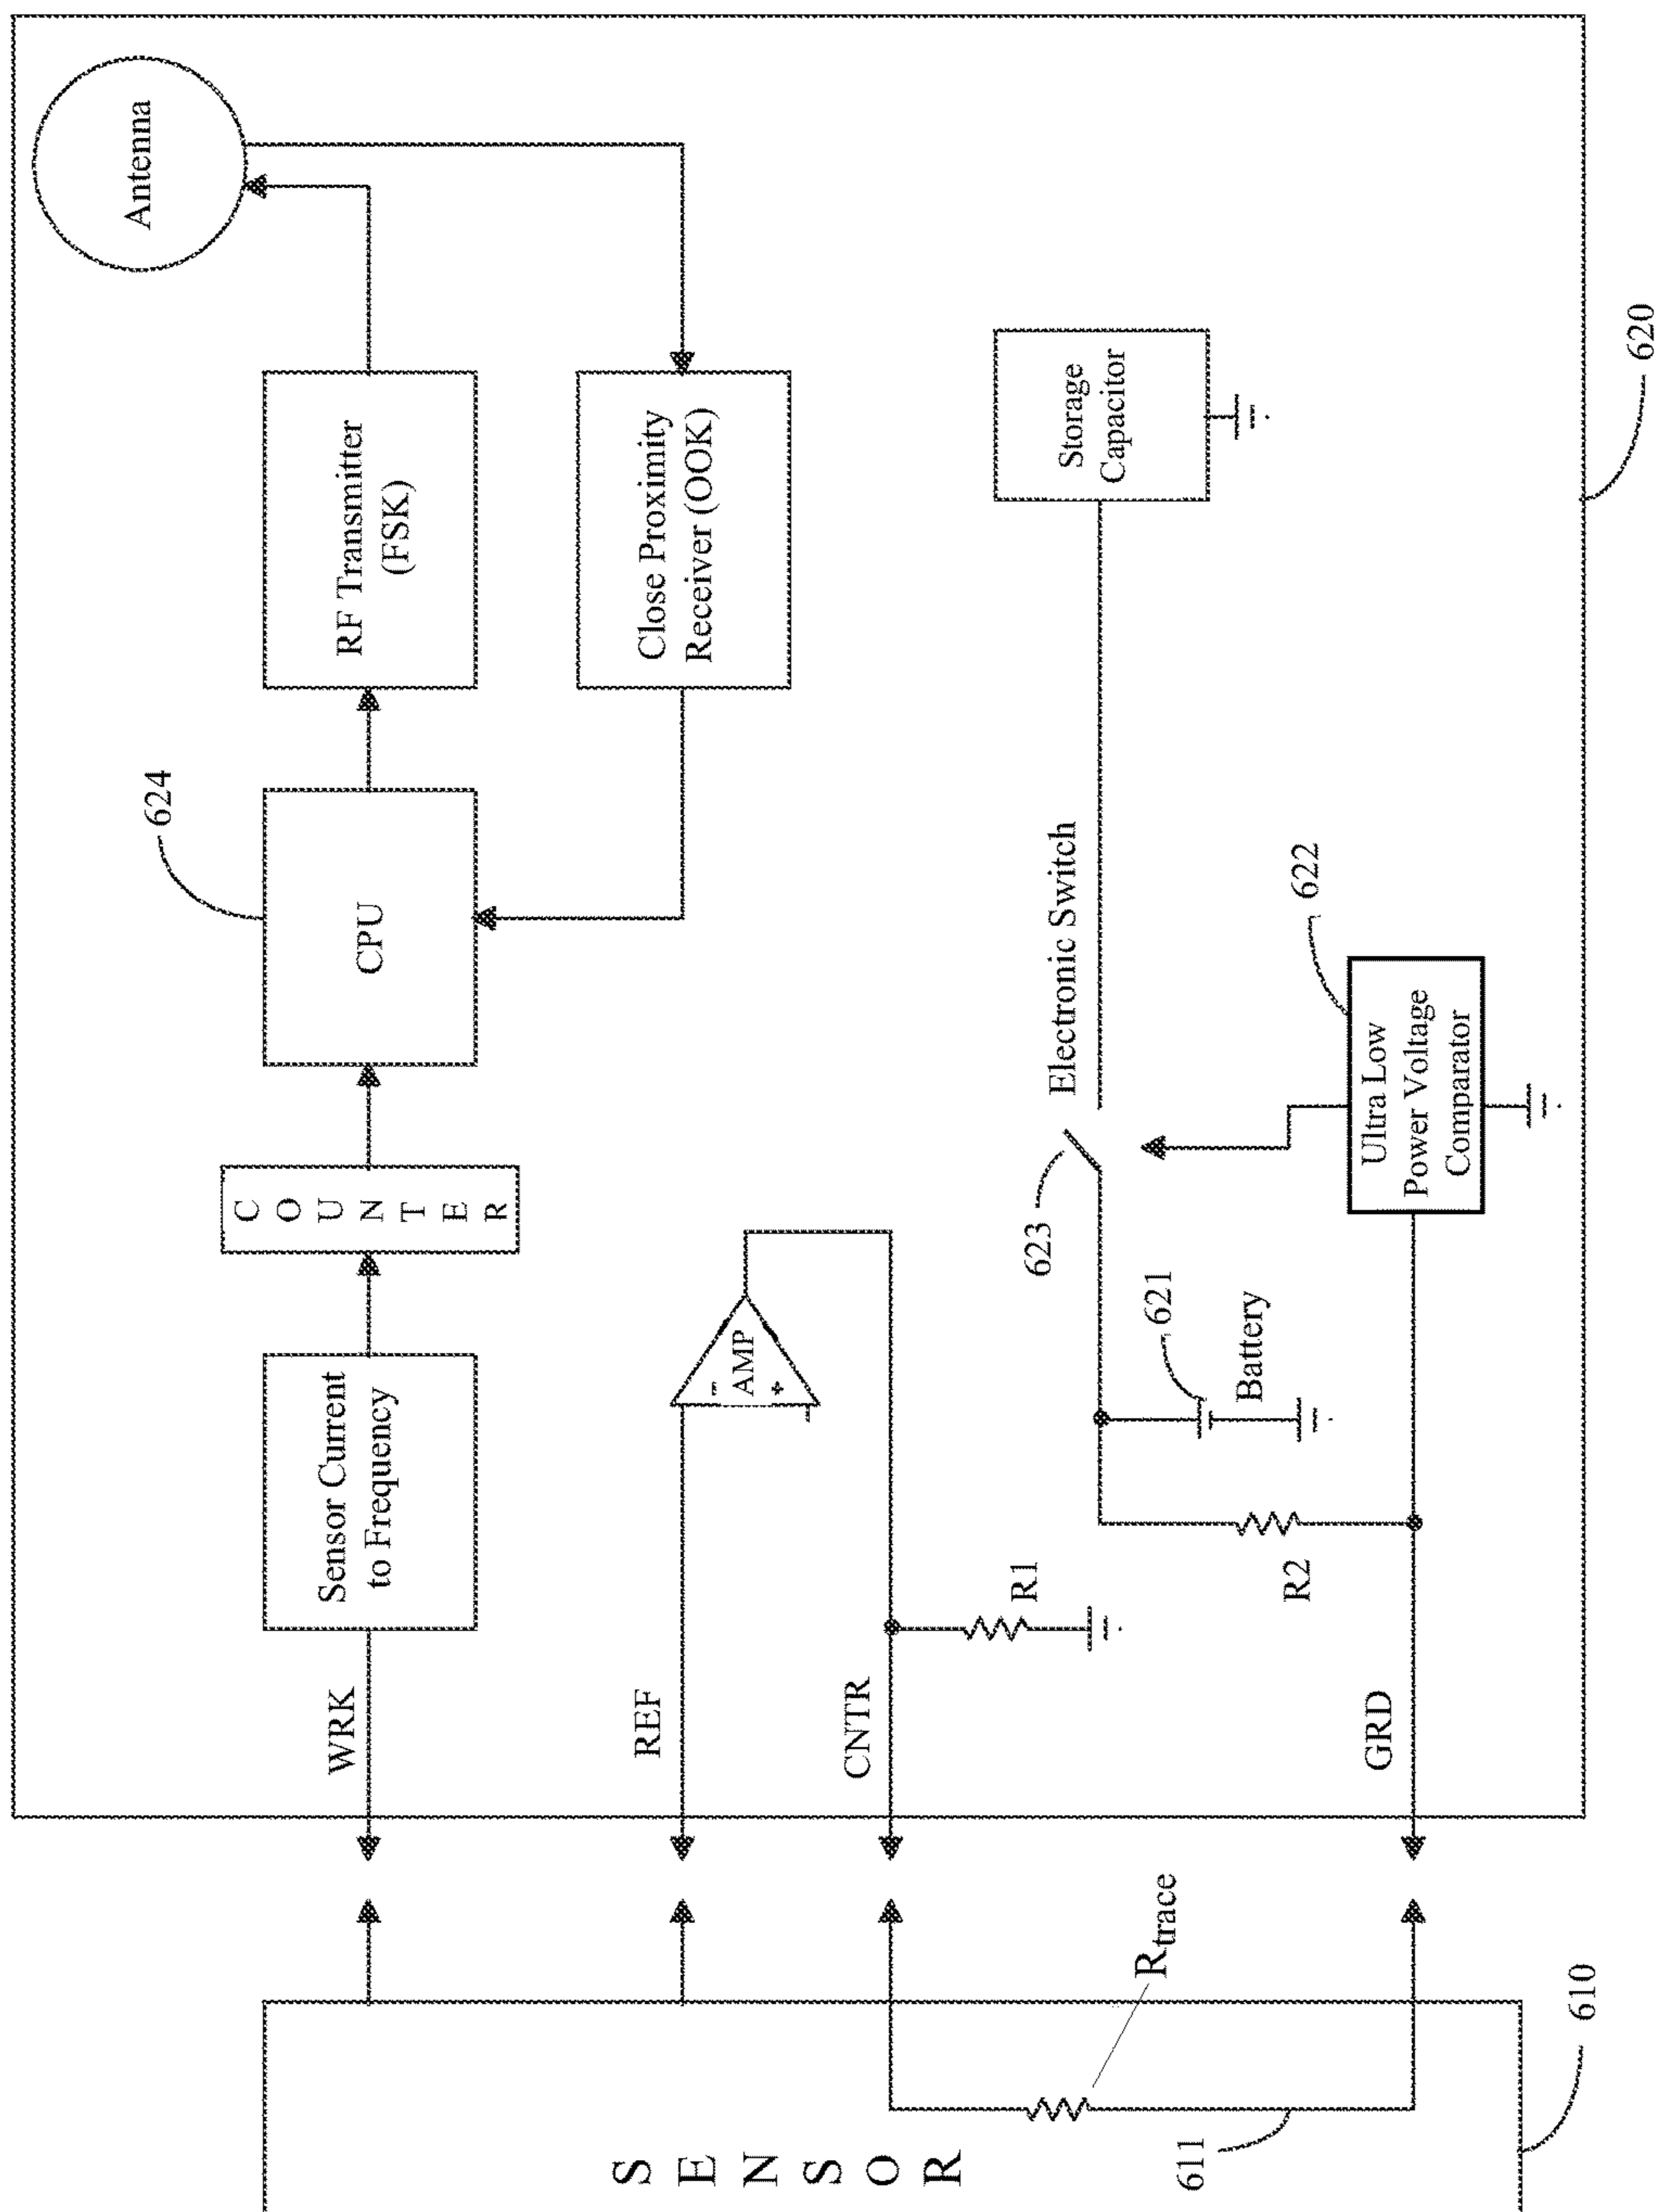 Antenna
624
RF Transmitter
(FSK)
CPU
C
O
U
N
T
E
R
Sensor Current
to Frequency
WRK
Close Proximity
Receiver (OOK)
REF
-
AMP
+
CNTR
R1
Storage
Capacitor
Electronic Switch
623
621
Battery
R2
622
Ultra Low
Power Voltage
Comparator
GRD
620
S
E
N
S
O
R
Rtrace
611
610